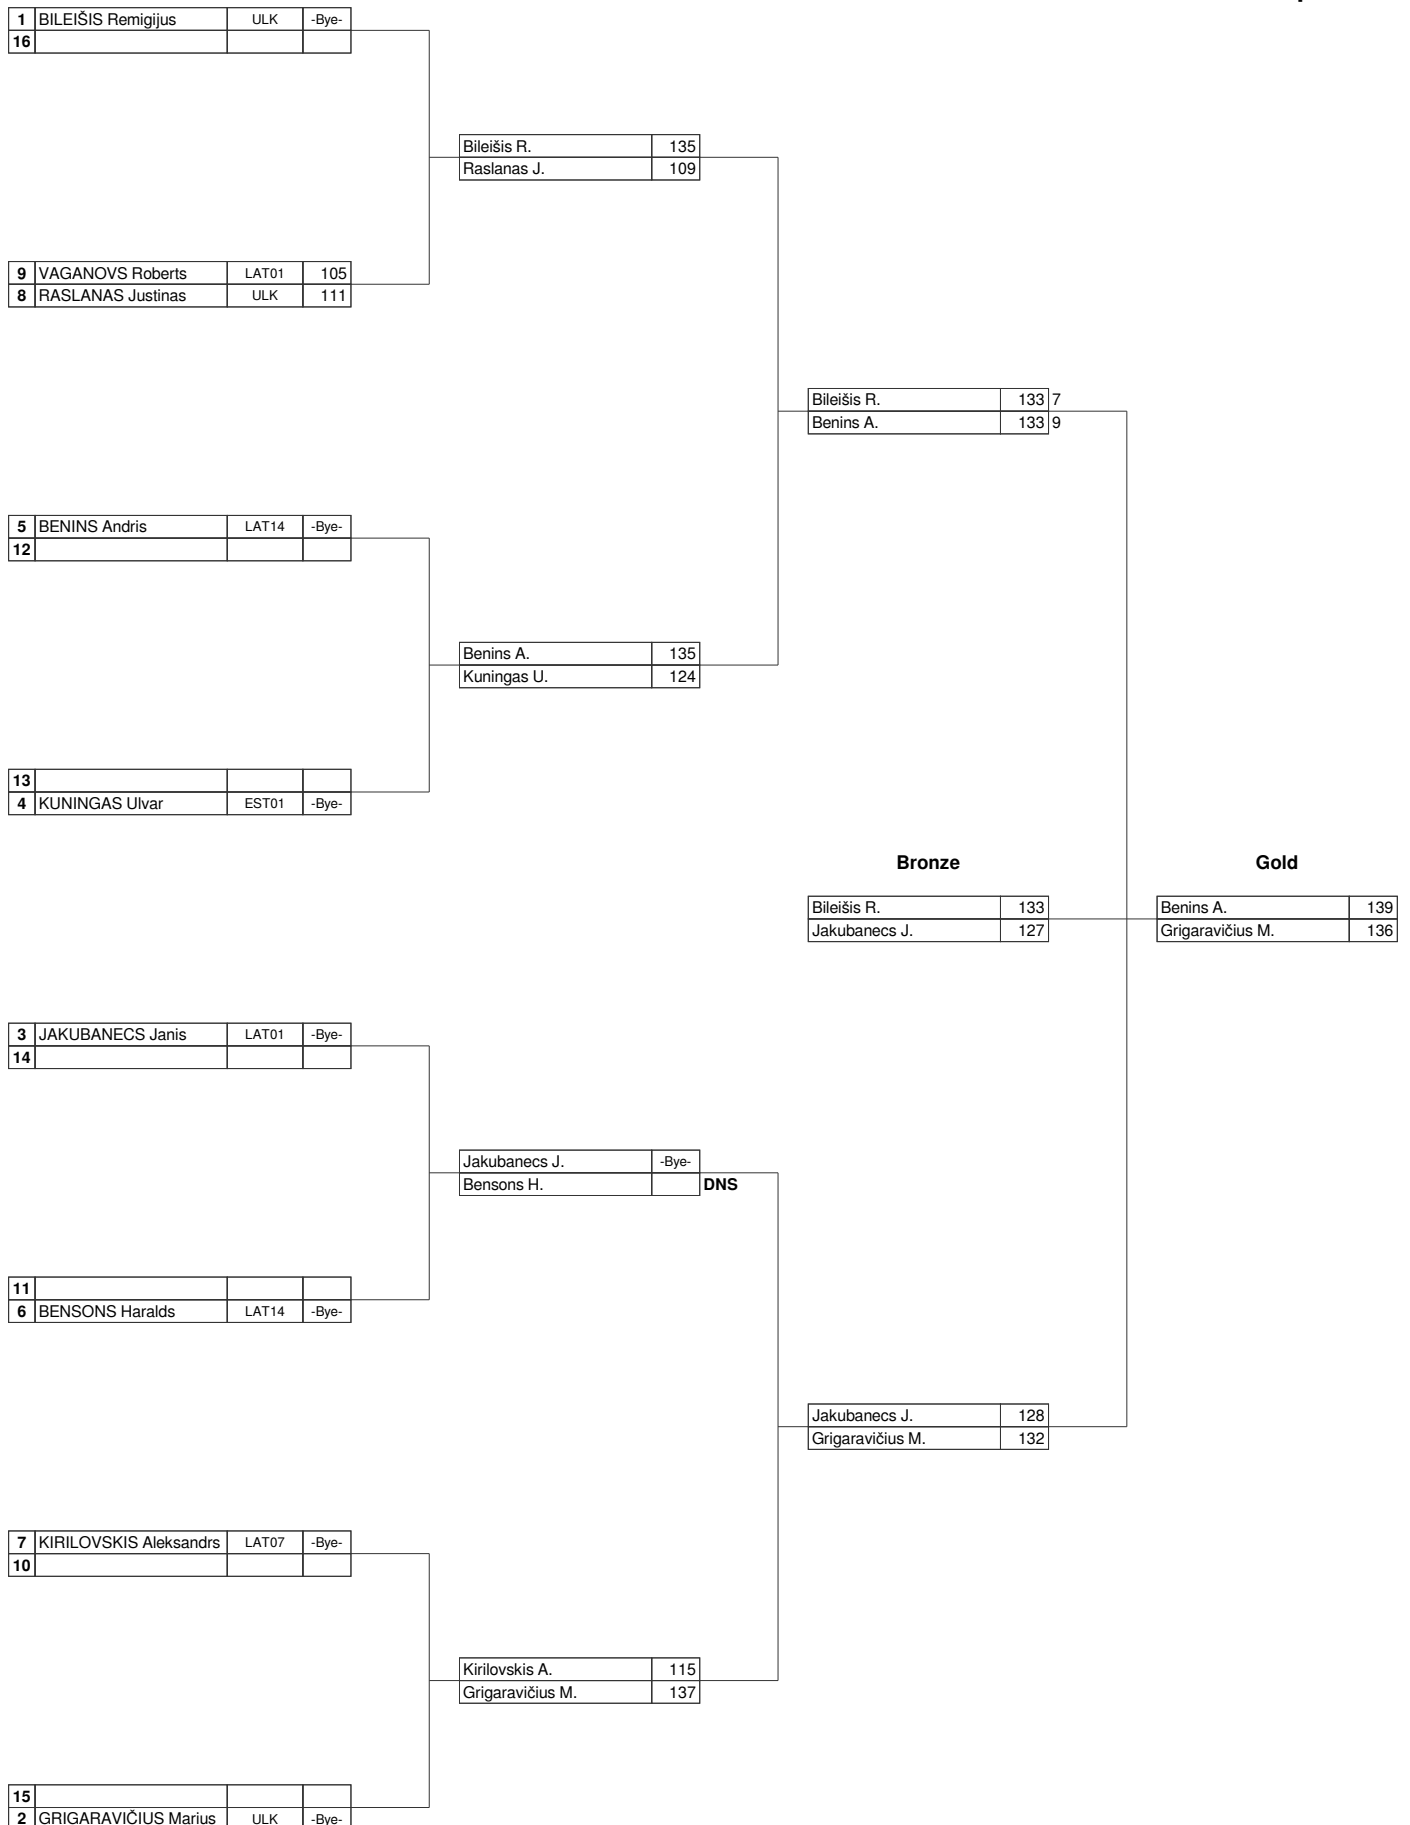 1 BILEIŠIS Remigijus ULK -Bye-
16
Bileišis R. 135
Raslanas J. 109
9 VAGANOVS Roberts LAT01 105
8 RASLANAS Justinas ULK 111
Bileišis R. 133 7
Benins A. 133 9
5 BENINS Andris LAT14 -Bye-
12
Benins A. 135
Kuningas U. 124
13
4 KUNINGAS Ulvar EST01 -Bye-
Bronze Gold
Bileišis R. 133 Benins A. 139
Jakubanecs J. 127 Grigaravičius M. 136
3 JAKUBANECS Janis LAT01 -Bye-
14
Jakubanecs J. -Bye-
Bensons H. DNS
11
6 BENSONS Haralds LAT14 -Bye-
Jakubanecs J. 128
Grigaravičius M. 132
7 KIRILOVSKIS Aleksandrs LAT07 -Bye-
10
Kirilovskis A. 115
Grigaravičius M. 137
15
2 GRIGARAVIČIUS Marius ULK -Bye-